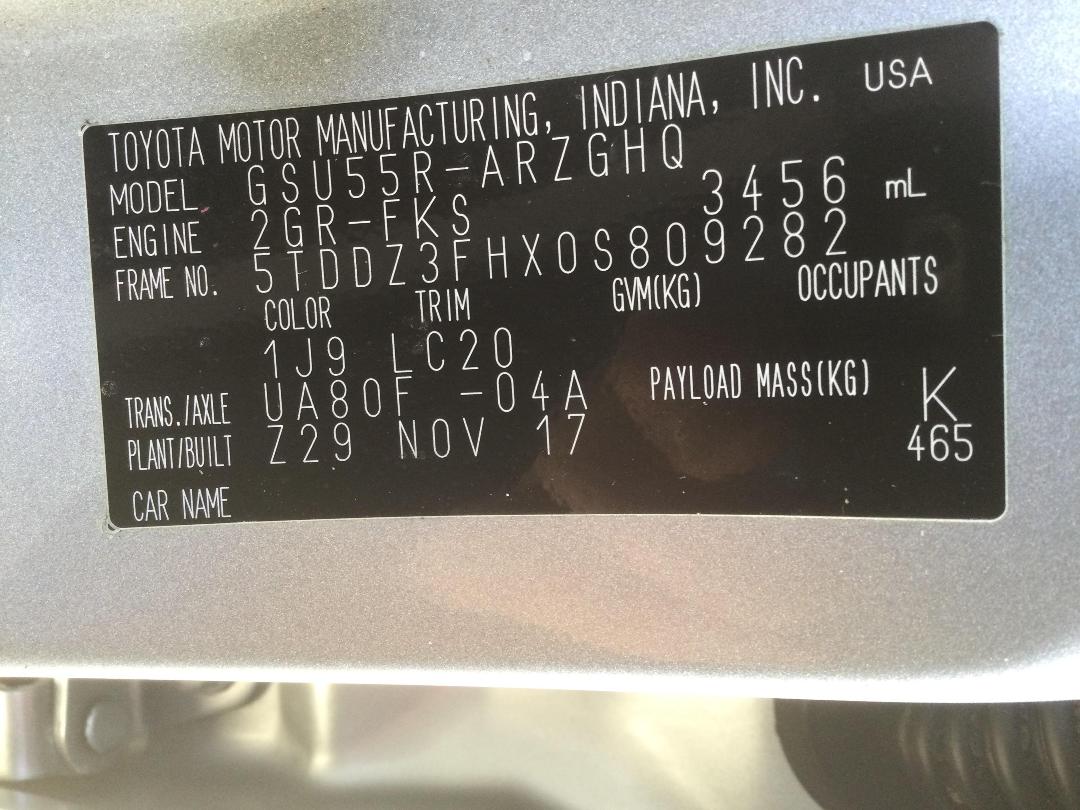 TOYOTA MOTOR MANUFACTURING, INDIANA, INC. USA
MODEL GSU55R-ARZGHQ
ENGINE 2GR-FKS 3456 mL
FRAME NO. 5TDDZ3FHX0S809282
COLOR TRIM GVM(KG) OCCUPANTS
1J9 LC20
TRANS./AXLE UA80F -04A PAYLOAD MASS(KG) K
PLANT/BUILT Z29 NOV 17 465
CAR NAME